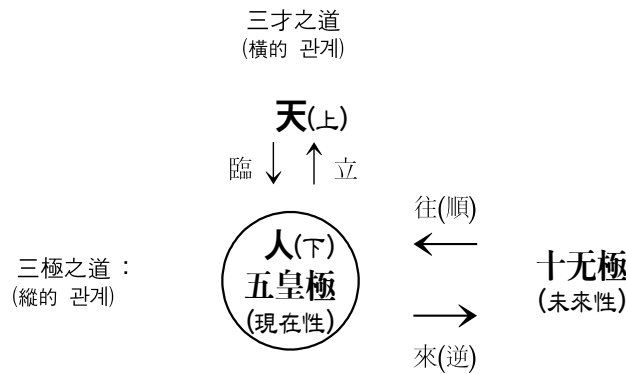 三才之道
(橫的 관계)
天(上)
臨 立
往(順)
人(下)
五皇極
(現在性)
三極之道 :
(縱的 관계)
十无極
(未來性)
來(逆)